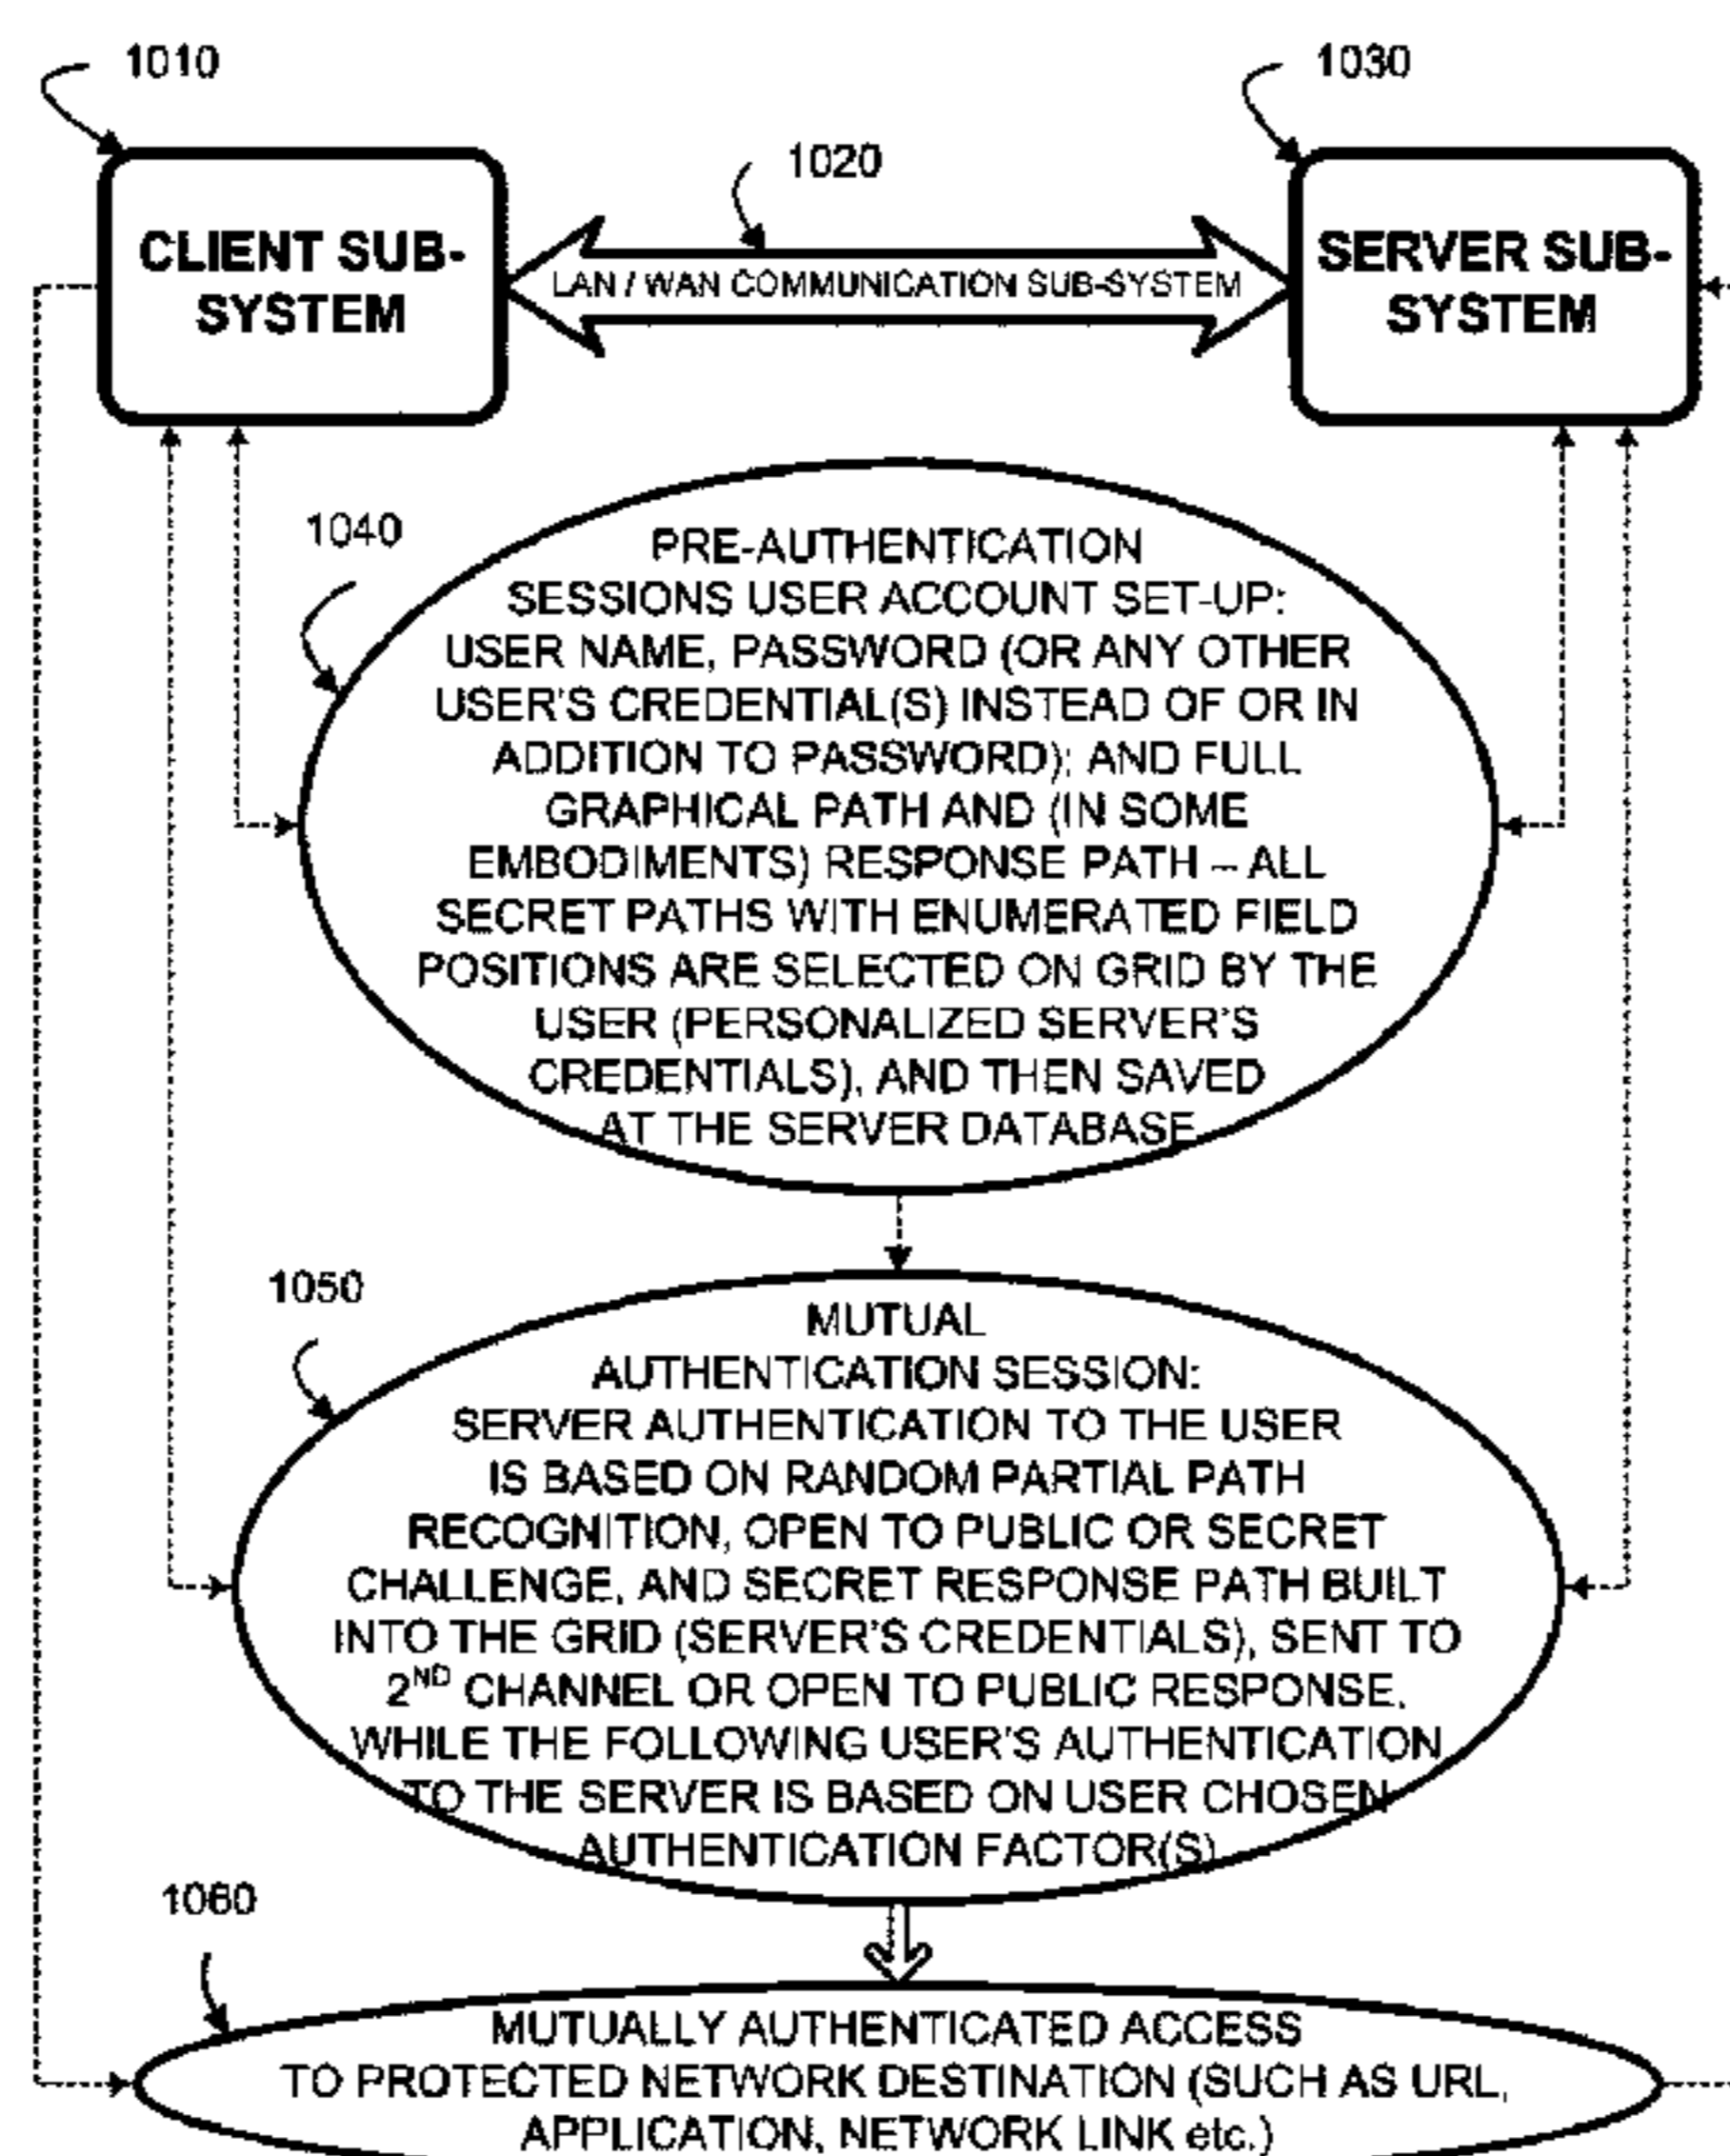 1010
1030
1020
CLIENT SUB-
SYSTEM
LAN / WAN COMMUNICATION SUB-SYSTEM
SERVER SUB-
SYSTEM
1040
PRE-AUTHENTICATION
SESSIONS USER ACCOUNT SET-UP:
USER NAME, PASSWORD (OR ANY OTHER
USER'S CREDENTIAL(S) INSTEAD OF OR IN
ADDITION TO PASSWORD); AND FULL
GRAPHICAL PATH AND (IN SOME
EMBODIMENTS) RESPONSE PATH – ALL
SECRET PATHS WITH ENUMERATED FIELD
POSITIONS ARE SELECTED ON GRID BY THE
USER (PERSONALIZED SERVER'S
CREDENTIALS), AND THEN SAVED
AT THE SERVER DATABASE
1050
MUTUAL
AUTHENTICATION SESSION:
SERVER AUTHENTICATION TO THE USER
IS BASED ON RANDOM PARTIAL PATH
RECOGNITION, OPEN TO PUBLIC OR SECRET
CHALLENGE, AND SECRET RESPONSE PATH BUILT
INTO THE GRID (SERVER'S CREDENTIALS), SENT TO
2ND CHANNEL OR OPEN TO PUBLIC RESPONSE,
WHILE THE FOLLOWING USER'S AUTHENTICATION
TO THE SERVER IS BASED ON USER CHOSEN
AUTHENTICATION FACTOR(S)
1060
MUTUALLY AUTHENTICATED ACCESS
TO PROTECTED NETWORK DESTINATION (SUCH AS URL,
APPLICATION, NETWORK LINK etc.)